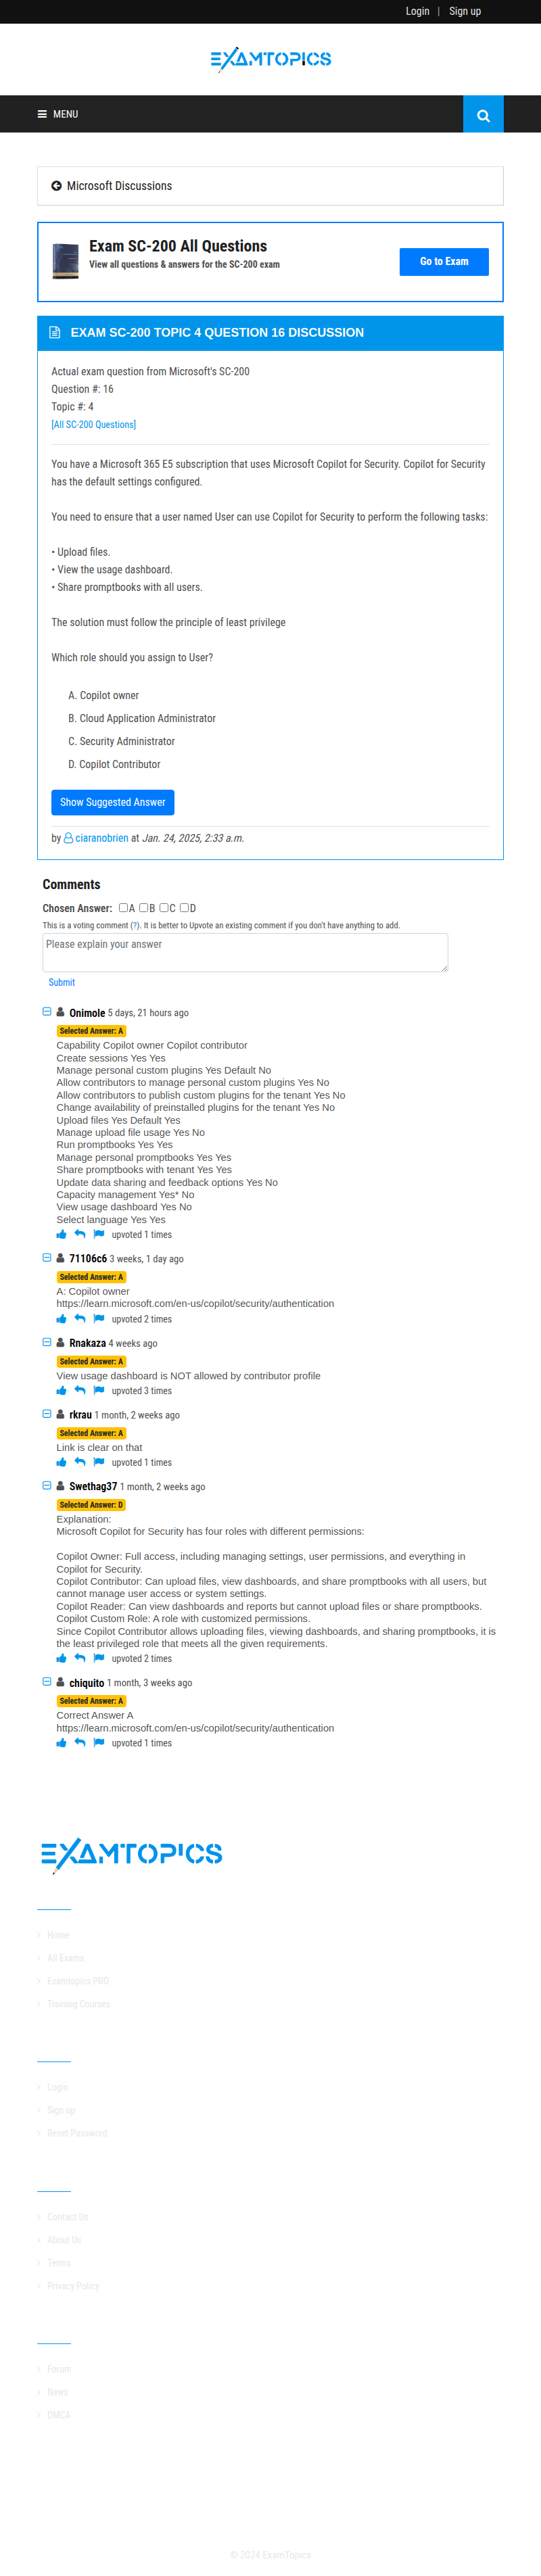 Login | Sign up
EXAMTOPICS
MENU
Microsoft Discussions
Exam SC-200 All Questions
View all questions & answers for the SC-200 exam
Go to Exam
EXAM SC-200 TOPIC 4 QUESTION 16 DISCUSSION
Actual exam question from Microsoft's SC-200
Question #: 16
Topic #: 4
[All SC-200 Questions]
You have a Microsoft 365 E5 subscription that uses Microsoft Copilot for Security. Copilot for Security
has the default settings configured.
You need to ensure that a user named User can use Copilot for Security to perform the following tasks:
• Upload files.
• View the usage dashboard.
• Share promptbooks with all users.
The solution must follow the principle of least privilege
Which role should you assign to User?
A. Copilot owner
B. Cloud Application Administrator
C. Security Administrator
D. Copilot Contributor
Show Suggested Answer
by ciaranobrien at Jan. 24, 2025, 2:33 a.m.
Comments
Chosen Answer: A B C D
This is a voting comment (?). It is better to Upvote an existing comment if you don't have anything to add.
Please explain your answer
Submit
Onimole 5 days, 21 hours ago
Selected Answer: A
Capability Copilot owner Copilot contributor
Create sessions Yes Yes
Manage personal custom plugins Yes Default No
Allow contributors to manage personal custom plugins Yes No
Allow contributors to publish custom plugins for the tenant Yes No
Change availability of preinstalled plugins for the tenant Yes No
Upload files Yes Default Yes
Manage upload file usage Yes No
Run promptbooks Yes Yes
Manage personal promptbooks Yes Yes
Share promptbooks with tenant Yes Yes
Update data sharing and feedback options Yes No
Capacity management Yes* No
View usage dashboard Yes No
Select language Yes Yes
upvoted 1 times
71106c6 3 weeks, 1 day ago
Selected Answer: A
A: Copilot owner
https://learn.microsoft.com/en-us/copilot/security/authentication
upvoted 2 times
Rnakaza 4 weeks ago
Selected Answer: A
View usage dashboard is NOT allowed by contributor profile
upvoted 3 times
rkrau 1 month, 2 weeks ago
Selected Answer: A
Link is clear on that
upvoted 1 times
Swethag37 1 month, 2 weeks ago
Selected Answer: D
Explanation:
Microsoft Copilot for Security has four roles with different permissions:
Copilot Owner: Full access, including managing settings, user permissions, and everything in
Copilot for Security.
Copilot Contributor: Can upload files, view dashboards, and share promptbooks with all users, but
cannot manage user access or system settings.
Copilot Reader: Can view dashboards and reports but cannot upload files or share promptbooks.
Copilot Custom Role: A role with customized permissions.
Since Copilot Contributor allows uploading files, viewing dashboards, and sharing promptbooks, it is
the least privileged role that meets all the given requirements.
upvoted 2 times
chiquito 1 month, 3 weeks ago
Selected Answer: A
Correct Answer A
https://learn.microsoft.com/en-us/copilot/security/authentication
upvoted 1 times
EXAMTOPICS
Home
All Exams
Examtopics PRO
Training Courses
Login
Sign up
Reset Password
Contact Us
About Us
Terms
Privacy Policy
Forum
News
DMCA
© 2024 ExamTopics